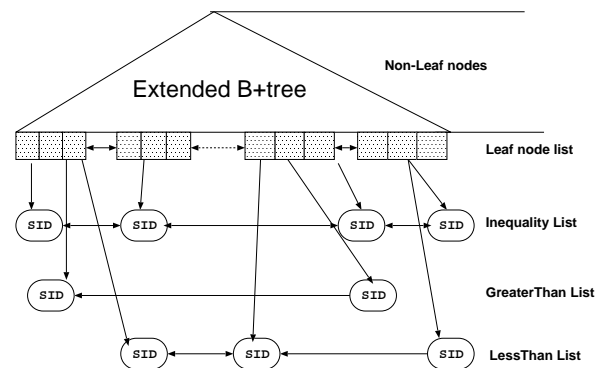 Non-Leaf nodes
Extended B+tree
Leaf node list
SID SID SID SID Inequality List
SID SID GreaterThan List
SID SID SID LessThan List